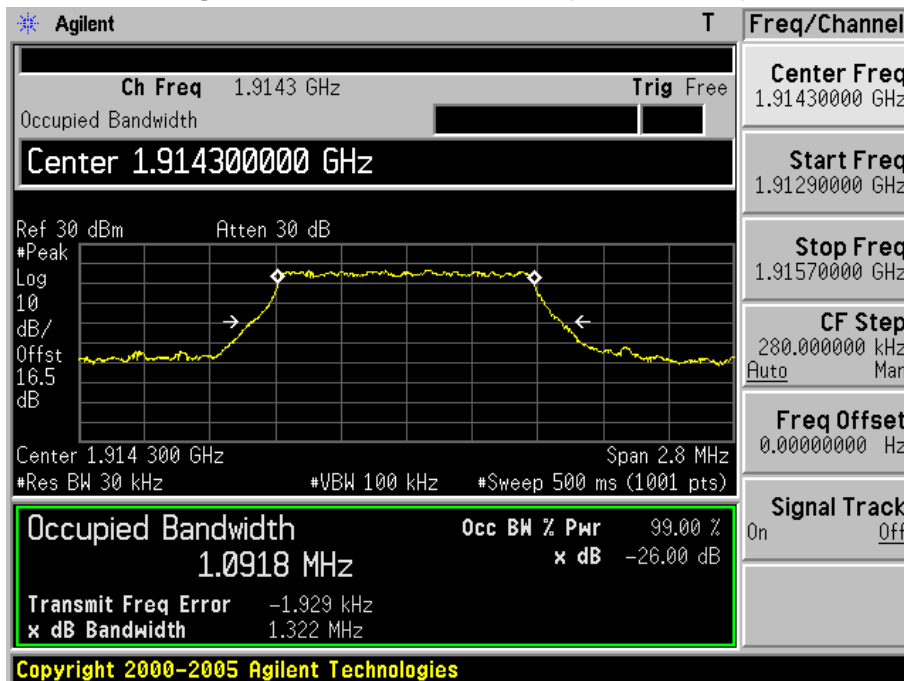 Agilent T
Freq/Channel
Ch Freq 1.9143 GHz Trig Free
Occupied Bandwidth
Center 1.914300000 GHz
Ref 30 dBm Atten 30 dB
#Peak
Log
10
dB/
Offst
16.5
dB
Center 1.914 300 GHz Span 2.8 MHz
#Res BW 30 kHz #VBW 100 kHz #Sweep 500 ms (1001 pts)
Occupied Bandwidth Occ BW % Pwr 99.00 %
1.0918 MHz x dB -26.00 dB
Transmit Freq Error -1.929 kHz
x dB Bandwidth 1.322 MHz
Copyright 2000-2005 Agilent Technologies
Center Freq
1.91430000 GHz
Start Freq
1.91290000 GHz
Stop Freq
1.91570000 GHz
CF Step
280.000000 kHz
Auto Man
Freq Offset
0.00000000 Hz
Signal Track
On Off